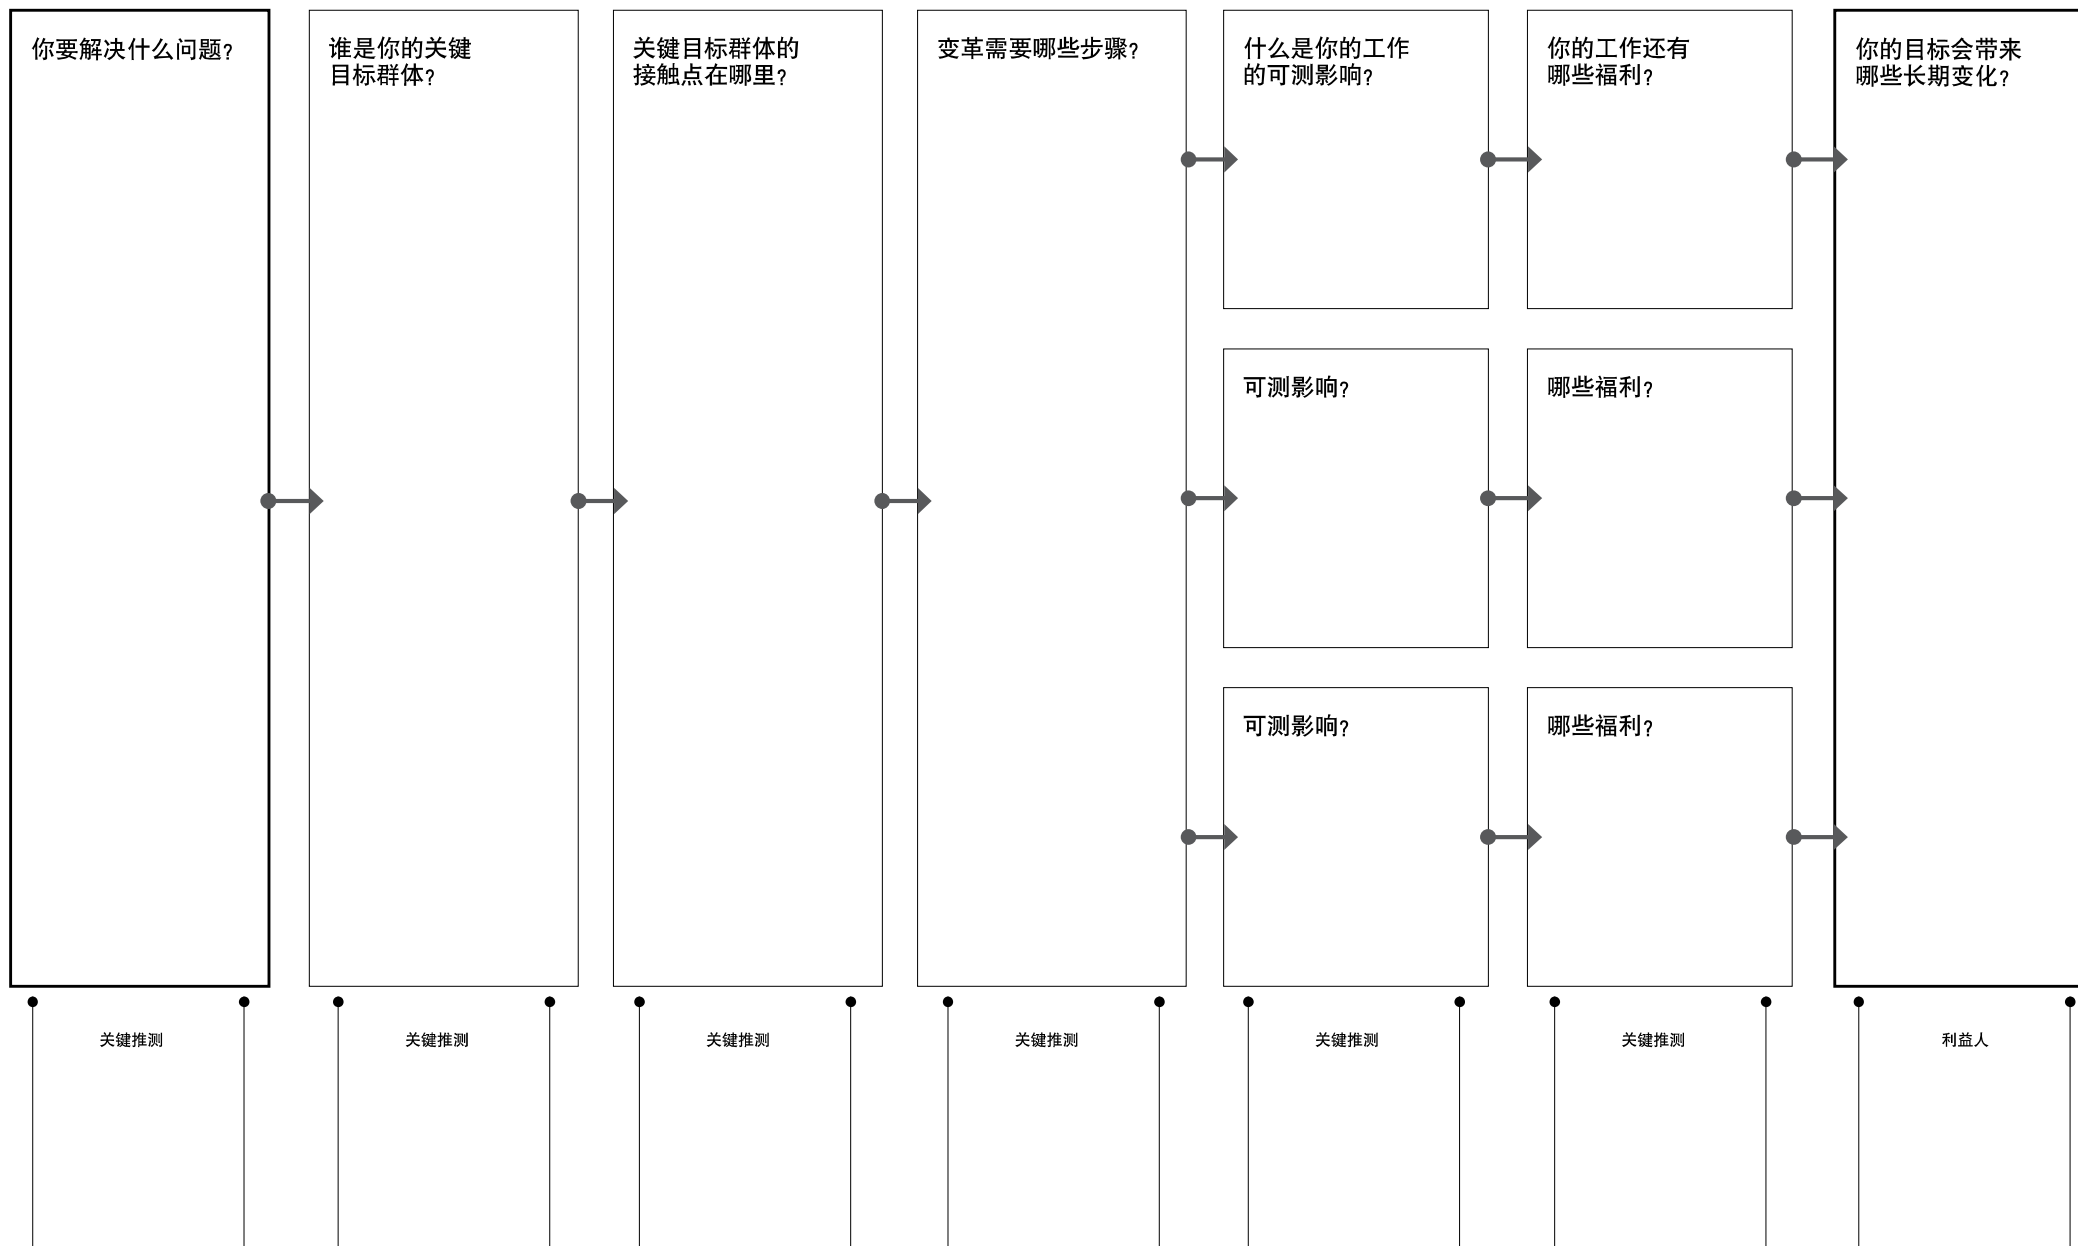 你要解决什么问题?
谁是你的关键
目标群体?
关键目标群体的
接触点在哪里?
变革需要哪些步骤?
什么是你的工作
的可测影响?
你的工作还有
哪些福利?
你的目标会带来
哪些长期变化?
可测影响?
哪些福利?
可测影响?
哪些福利?
关键推测
关键推测
关键推测
关键推测
关键推测
关键推测
利益人